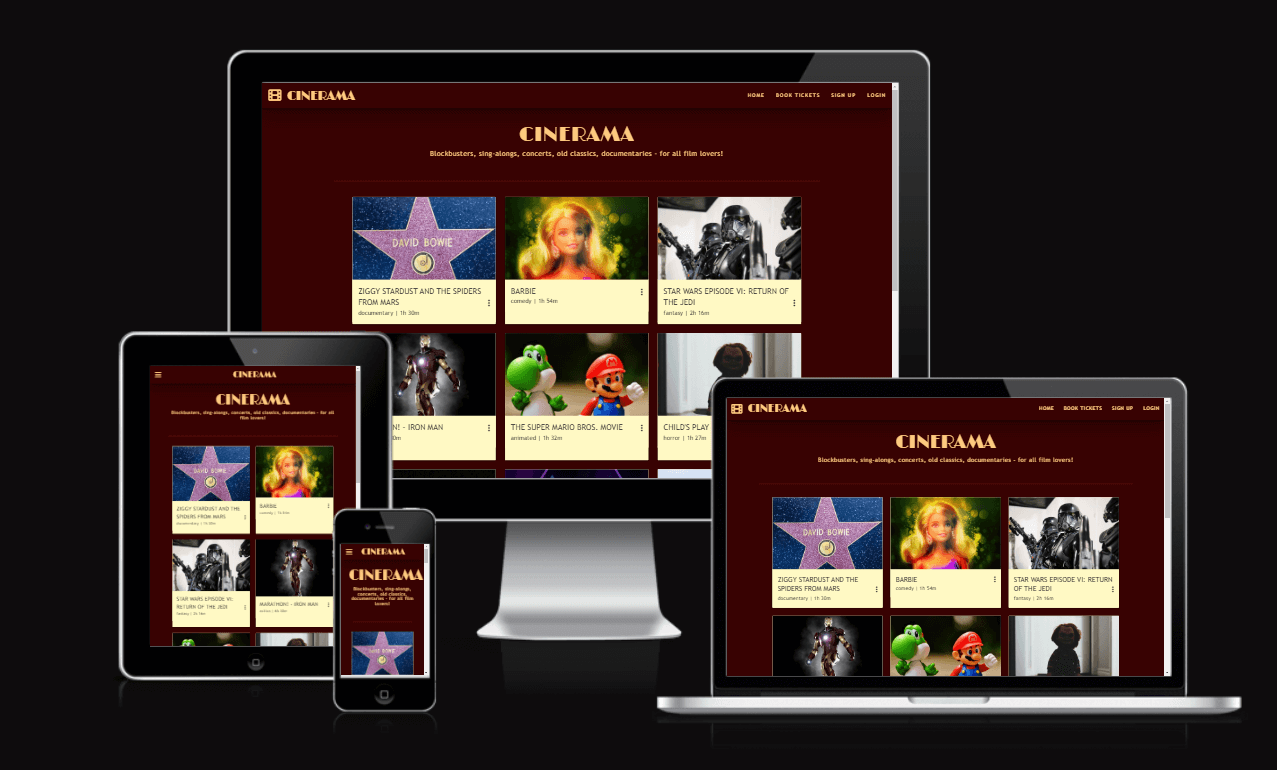 CINERAMA
HOME BOOK TICKETS SIGN UP LOGIN
CINERAMA
Blockbusters, sing-alongs, concerts, old classics, documentaries - for all film lovers!
DAVID BOWIE
ZIGGY STARDUST AND THE SPIDERS
FROM MARS
documentary | 1h 30m
BARBIE
comedy | 1h 54m
STAR WARS EPISODE VI: RETURN OF
THE JEDI
fantasy | 2h 16m
N! - IRON MAN
0m
THE SUPER MARIO BROS. MOVIE
animated | 1h 32m
CHILD'S PLAY
horror | 1h 27m
CINERAMA
CINERAMA
Blockbusters, sing-alongs, concerts, old classics, documentaries - for all
film lovers!
DAVID BOWIE
ZIGGY STARDUST AND THE
SPIDERS FROM MARS
documentary | 1h 30m
BARBIE
comedy | 1h 54m
STAR WARS EPISODE VI:
RETURN OF THE JEDI
fantasy | 2h 16m
MARATHON! - IRON MAN
CINERAMA
CINERAMA
Blockbusters, sing-alongs,
concerts, old classics,
documentaries - for all film
lovers!
DAVID BOWIE
CINERAMA
HOME BOOK TICKETS SIGN UP LOGIN
CINERAMA
Blockbusters, sing-alongs, concerts, old classics, documentaries - for all film lovers!
DAVID BOWIE
ZIGGY STARDUST AND THE
SPIDERS FROM MARS
documentary | 1h 30m
BARBIE
comedy | 1h 54m
STAR WARS EPISODE VI: RETURN
OF THE JEDI
fantasy | 2h 16m